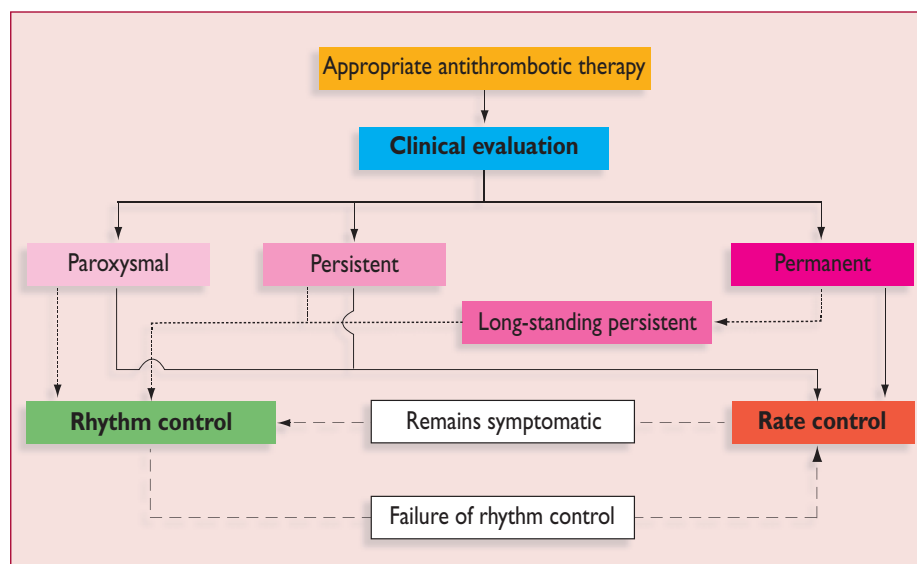 Appropriate antithrombotic therapy
Clinical evaluation
Paroxysmal
Persistent
Permanent
Long-standing persistent
Rhythm control
Remains symptomatic
Rate control
Failure of rhythm control